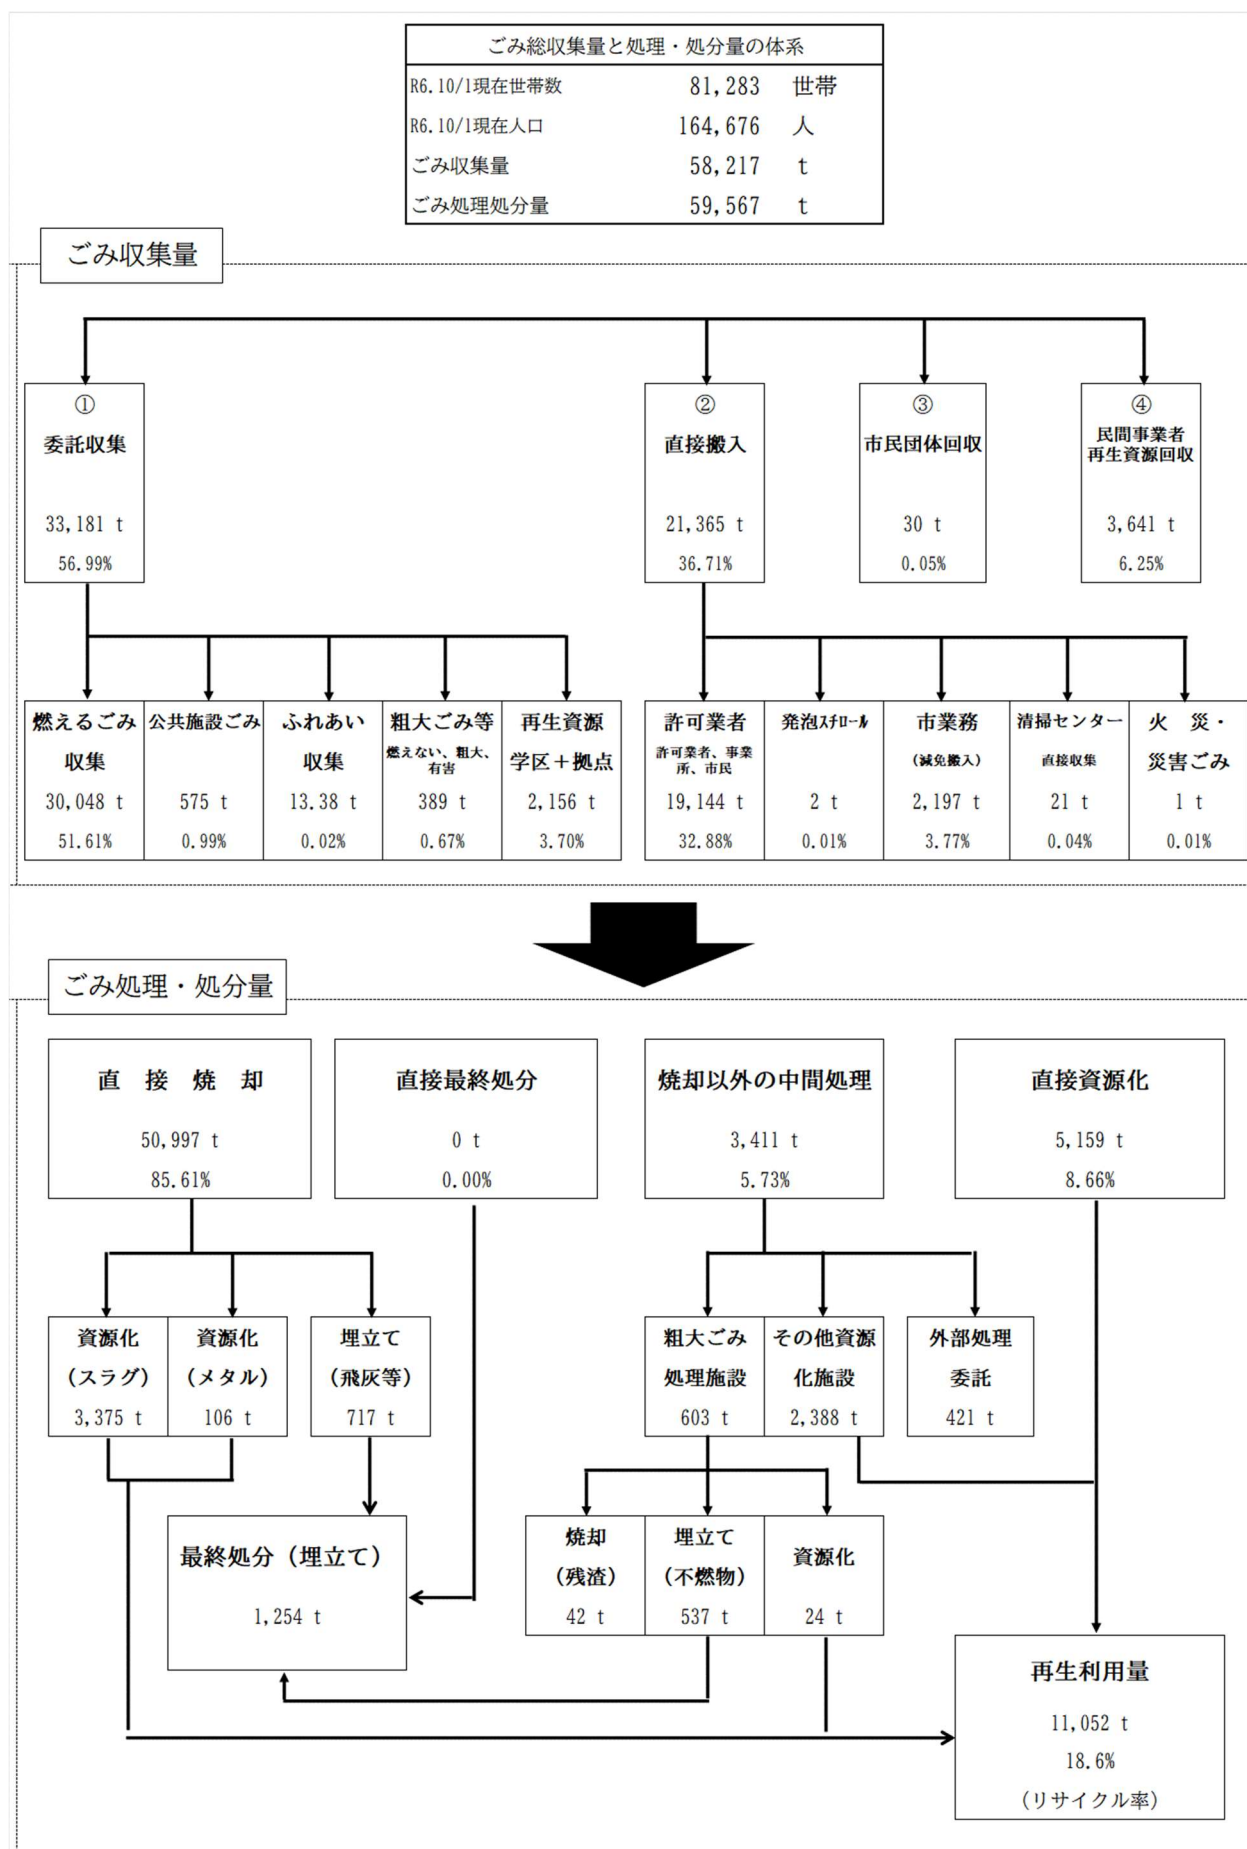 ごみ総収集量と処理・処分量の体系
R6.10/1現在世帯数 81,283 世帯
R6.10/1現在人口 164,676 人
ごみ収集量 58,217 t
ごみ処理処分量 59,567 t
ごみ収集量
①
委託収集
33,181 t
56.99%
②
直接搬入
21,365 t
36.71%
③
市民団体回収
30 t
0.05%
④
民間事業者
再生資源回収
3,641 t
6.25%
燃えるごみ
収集
30,048 t
51.61%
公共施設ごみ
575 t
0.99%
ふれあい
収集
13.38 t
0.02%
粗大ごみ等
燃えない、粗大、
有害
389 t
0.67%
再生資源
学区＋拠点
2,156 t
3.70%
許可業者
許可業者、事業
所、市民
19,144 t
32.88%
発泡ｽﾁﾛｰﾙ
2 t
0.01%
市業務
(減免搬入)
2,197 t
3.77%
清掃センター
直接収集
21 t
0.04%
火　災・
災害ごみ
1 t
0.01%
ごみ処理・処分量
直　接　焼　却
50,997 t
85.61%
直接最終処分
0 t
0.00%
焼却以外の中間処理
3,411 t
5.73%
直接資源化
5,159 t
8.66%
資源化
(スラグ)
3,375 t
資源化
(メタル)
106 t
埋立て
(飛灰等)
717 t
粗大ごみ
処理施設
603 t
その他資源
化施設
2,388 t
外部処理
委託
421 t
最終処分（埋立て）
1,254 t
焼却
(残渣)
42 t
埋立て
(不燃物)
537 t
資源化
24 t
再生利用量
11,052 t
18.6%
（リサイクル率）